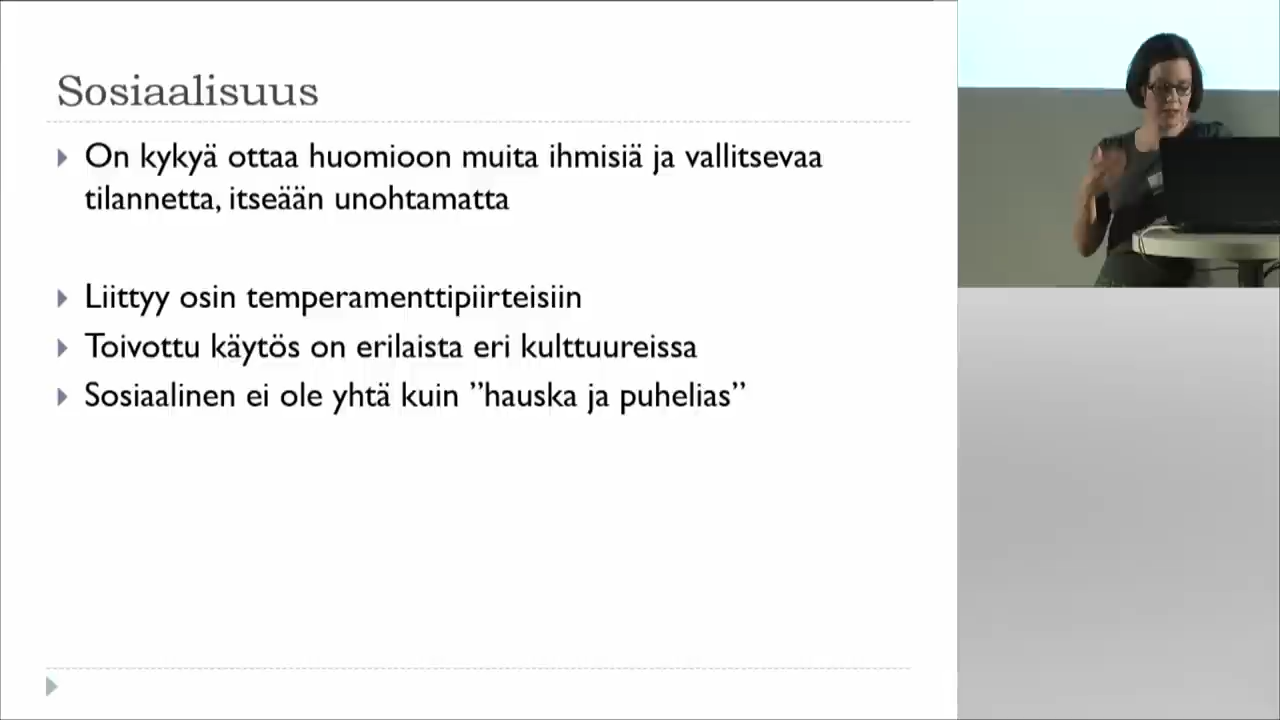 Sosiaalisuus
On kykyä ottaa huomioon muita ihmisiä ja vallitsevaa
tilannetta, itseään unohtamatta
Liittyy osin temperamenttipiirteisiin
Toivottu käytös on erilaista eri kulttuureissa
Sosiaalinen ei ole yhtä kuin ”hauska ja puhelias”